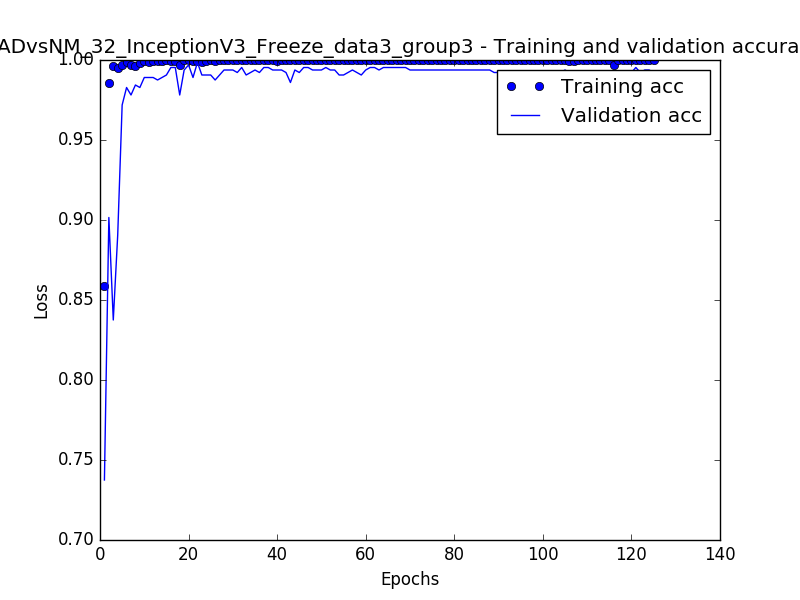 ADvsNM_32_InceptionV3_Freeze_data3_group3 - Training and validation accura
1.00
Training acc
Validation acc
0.95
0.90
0.85
Loss
0.80
0.75
0.70
0 20 40 60 80 100 120 140
Epochs